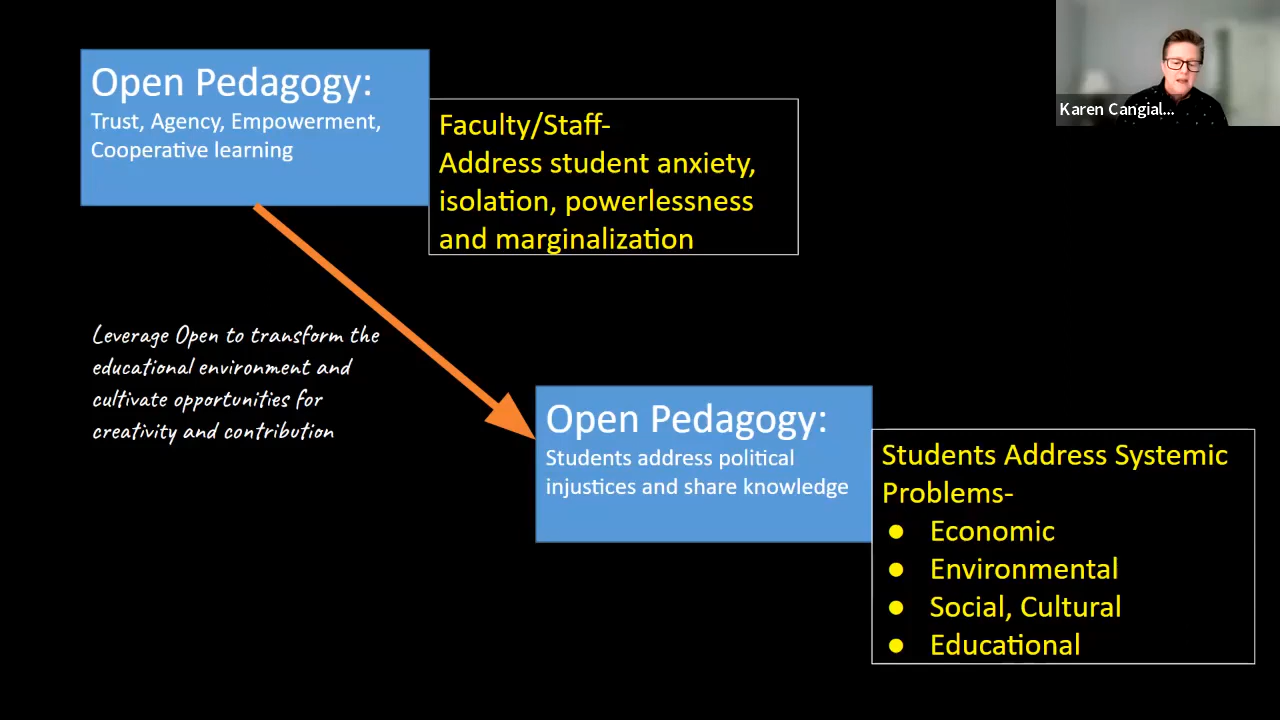 Open Pedagogy:
Trust, Agency, Empowerment,
Cooperative learning
Faculty/Staff-
Address student anxiety,
isolation, powerlessness
and marginalization
Karen Cangial...
Leverage Open to transform the
educational environment and
cultivate opportunities for
creativity and contribution
Open Pedagogy:
Students address political
injustices and share knowledge
Students Address Systemic
Problems-
● Economic
● Environmental
● Social, Cultural
● Educational